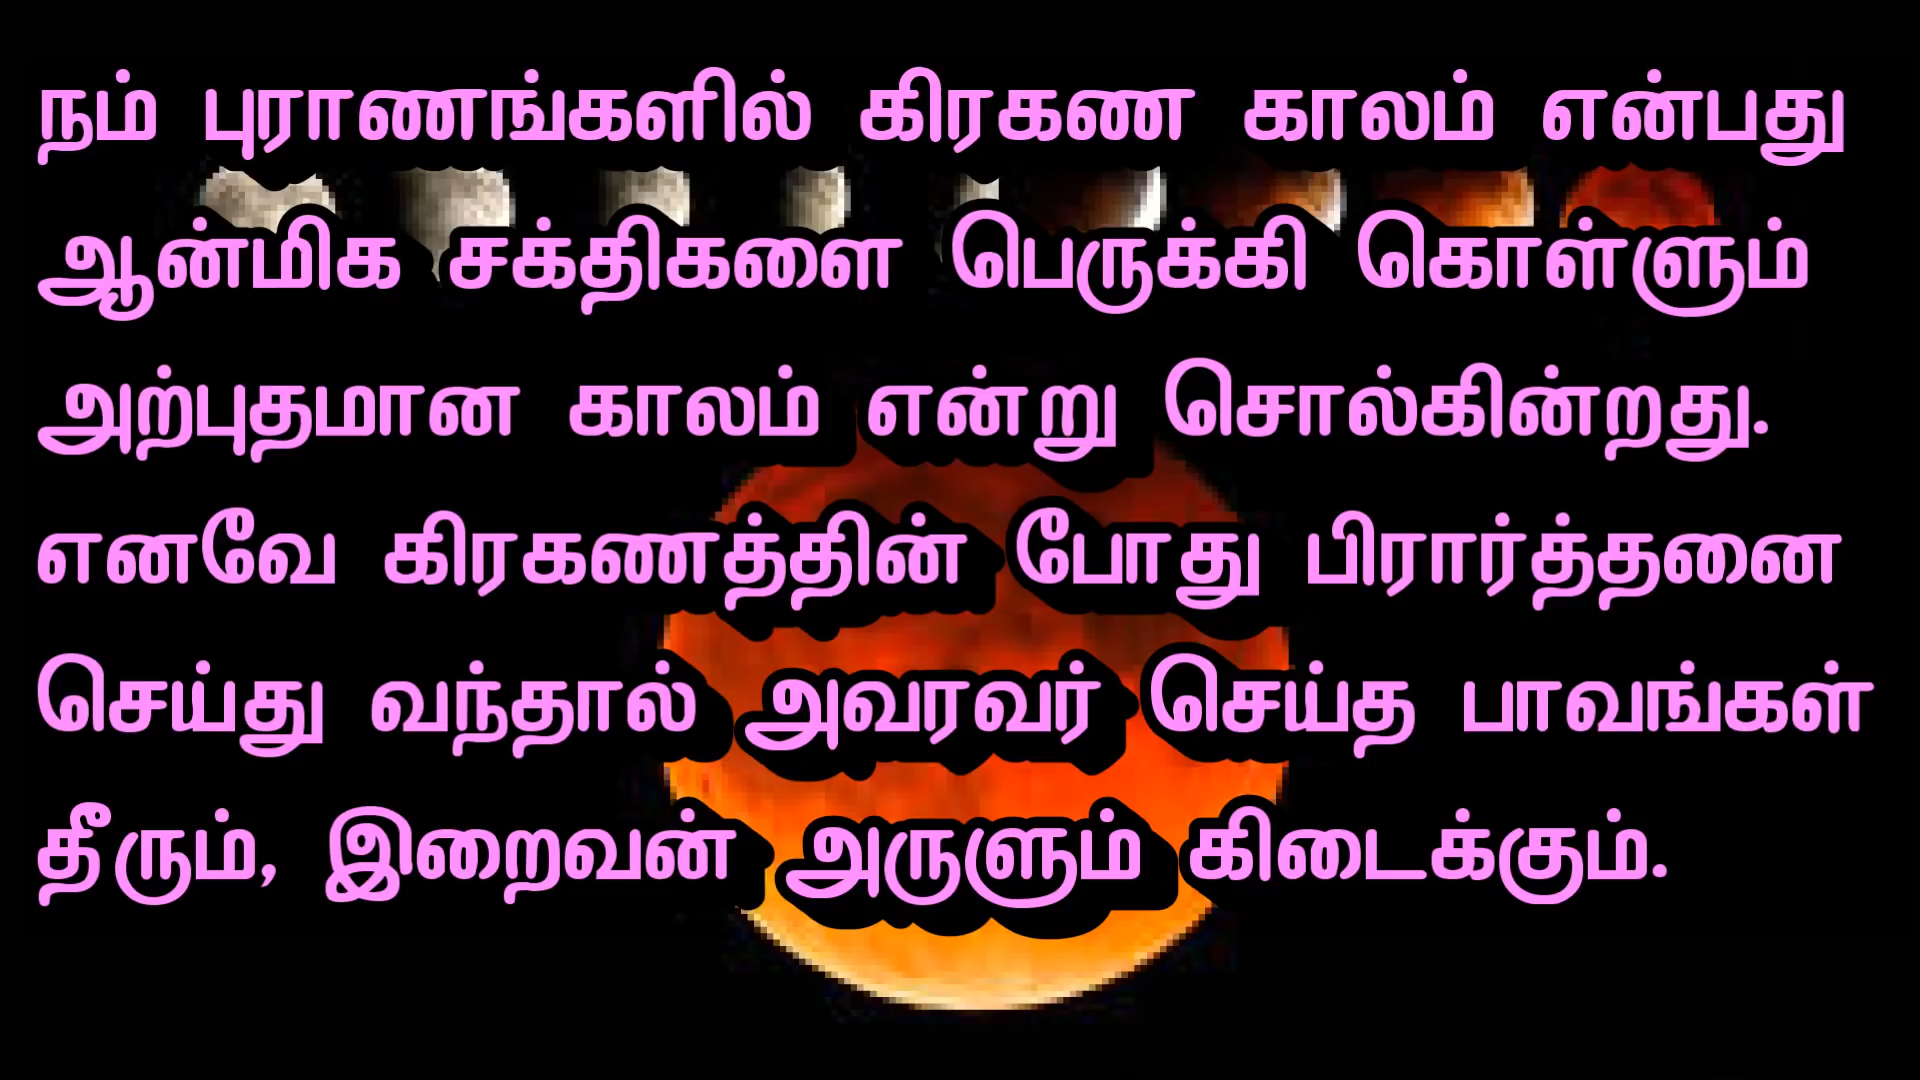 நம் புராணங்களில் கிரகண காலம் என்பது
ஆன்மிக சக்திகளை பெருக்கி கொள்ளும்
அற்புதமான காலம் என்று சொல்கின்றது.
எனவே கிரகணத்தின் போது பிரார்த்தனை
செய்து வந்தால் அவரவர் செய்த பாவங்கள்
தீரும், இறைவன் அருளும் கிடைக்கும்.